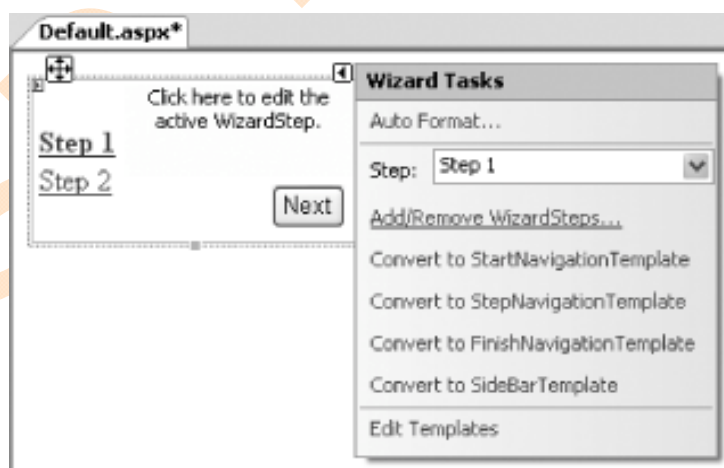 Default.aspx*
Click here to edit the
active WizardStep.
Step 1
Step 2
Next
Wizard Tasks
Auto Format...
Step: Step 1
Add/Remove WizardSteps...
Convert to StartNavigationTemplate
Convert to StepNavigationTemplate
Convert to FinishNavigationTemplate
Convert to SideBarTemplate
Edit Templates